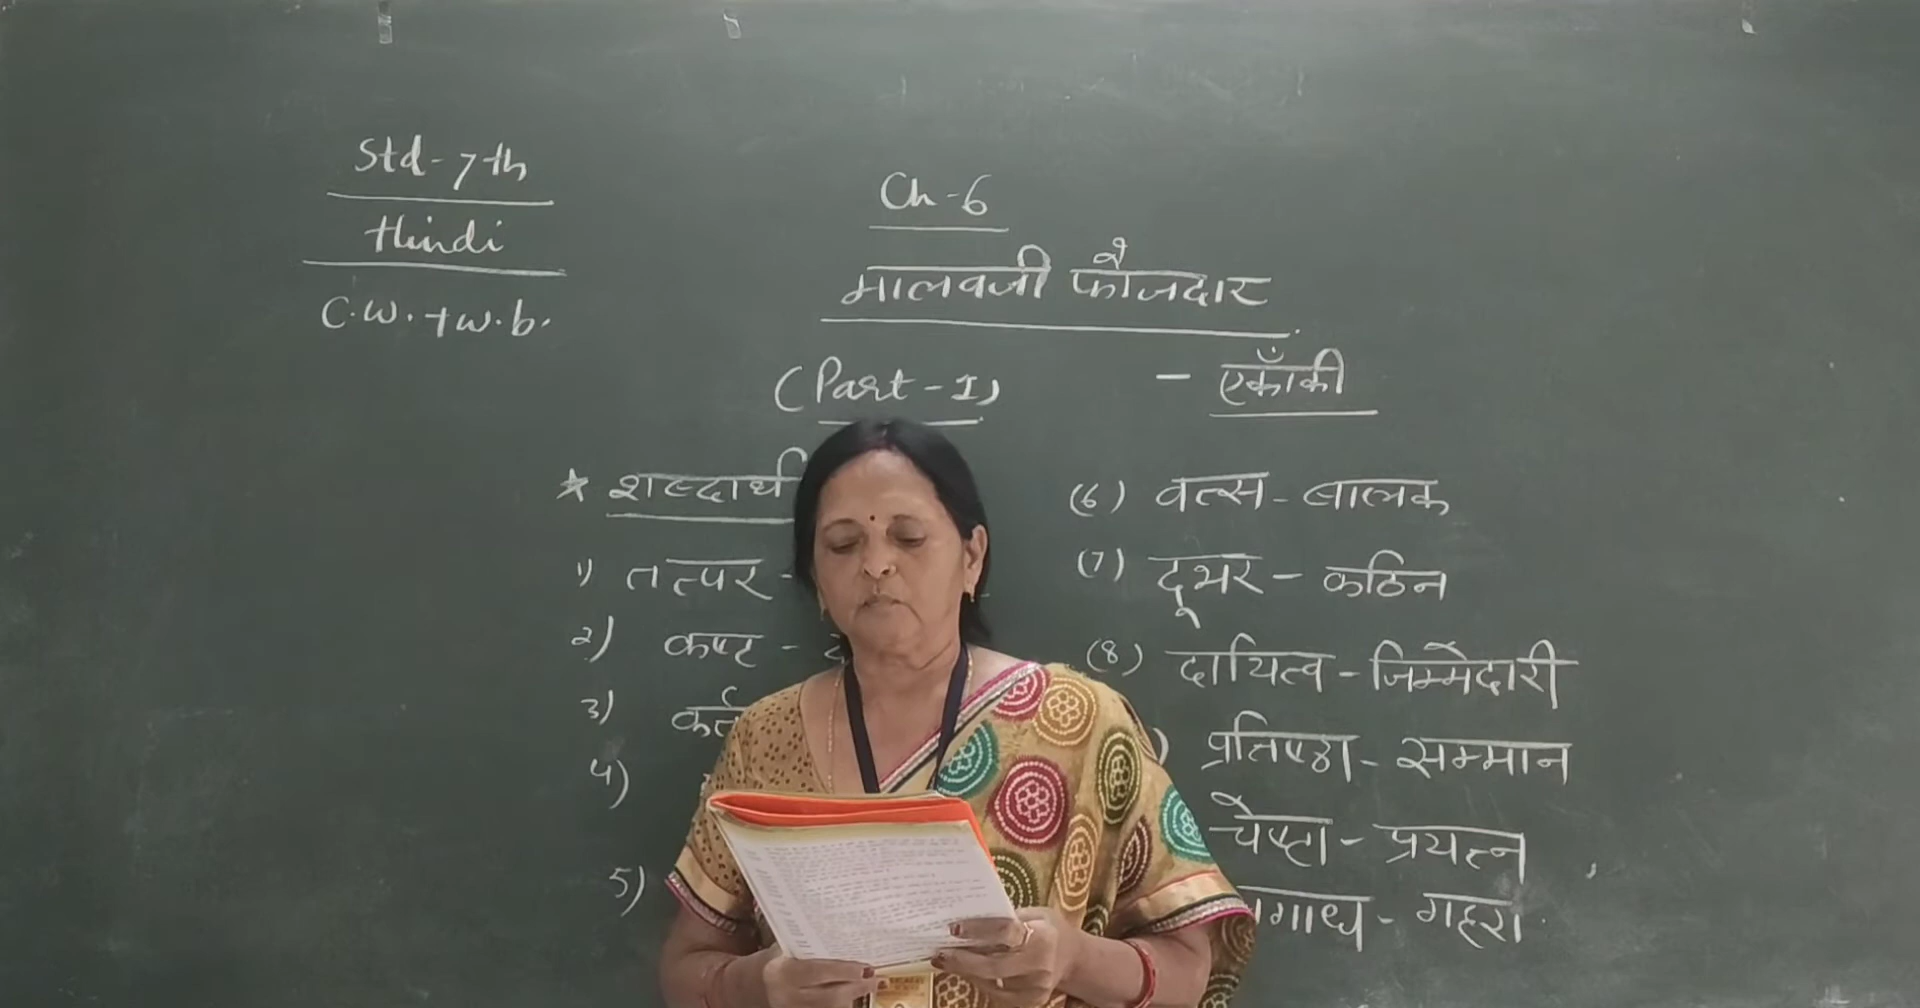 Std-7th
Hindi
C.W.+W.b.
Ch-6
मालवजी फौजदार
(Part-I)
- एकाँकी
* शब्दार्थ
1) तत्पर -
2) कष्ट -
3)
4)
5)
(6) वत्स - बालक
(7) दूभर - कठिन
(8) दायित्व - जिम्मेदारी
प्रतिष्ठा - सम्मान
चेष्टा - प्रयत्न
- गहरा